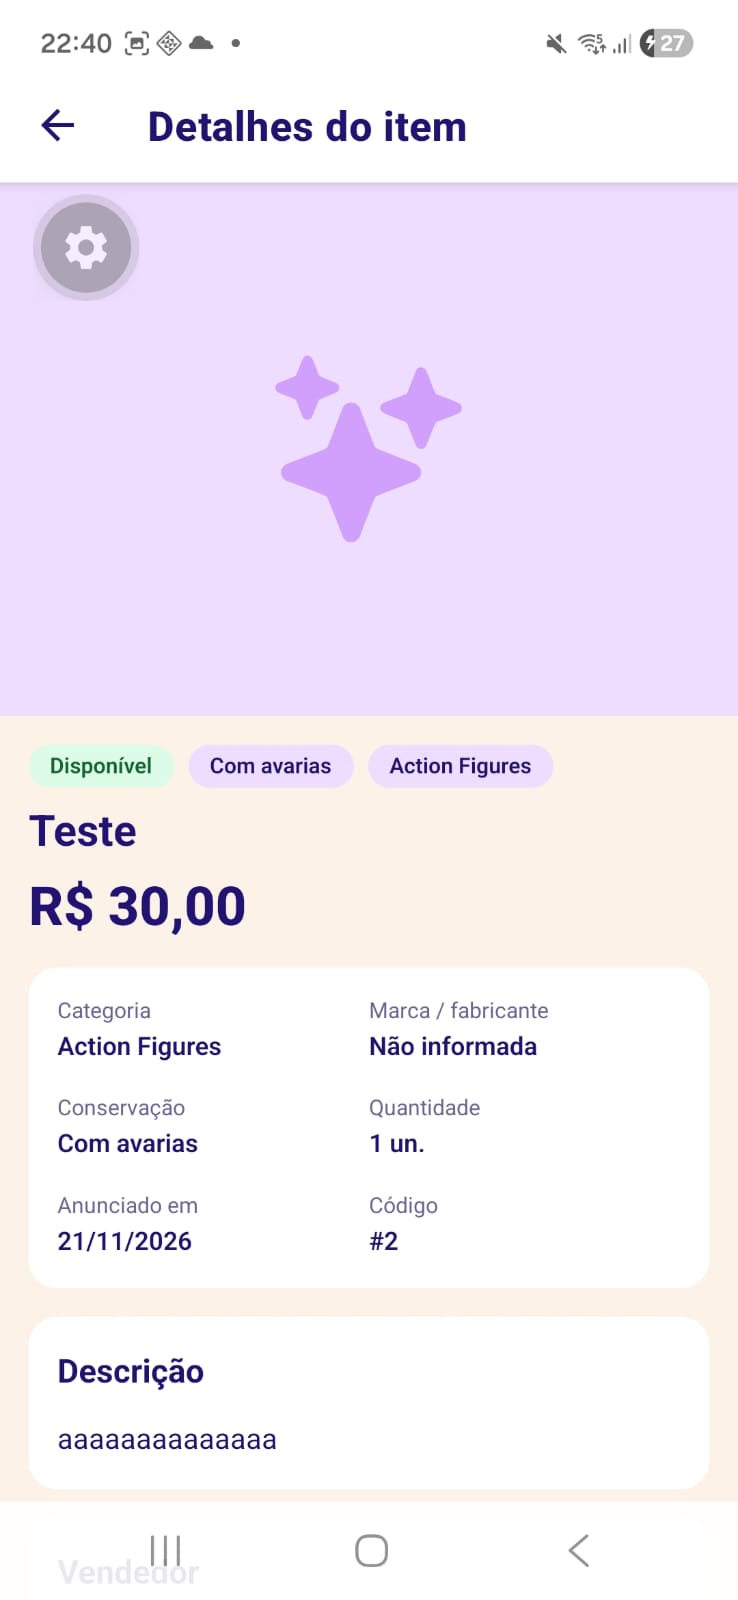 22:40
27
Detalhes do item
Disponível Com avarias Action Figures
Teste
R$ 30,00
Categoria Marca / fabricante
Action Figures Não informada
Conservação Quantidade
Com avarias 1 un.
Anunciado em Código
21/11/2026 #2
Descrição
aaaaaaaaaaaaaa
Vendedor